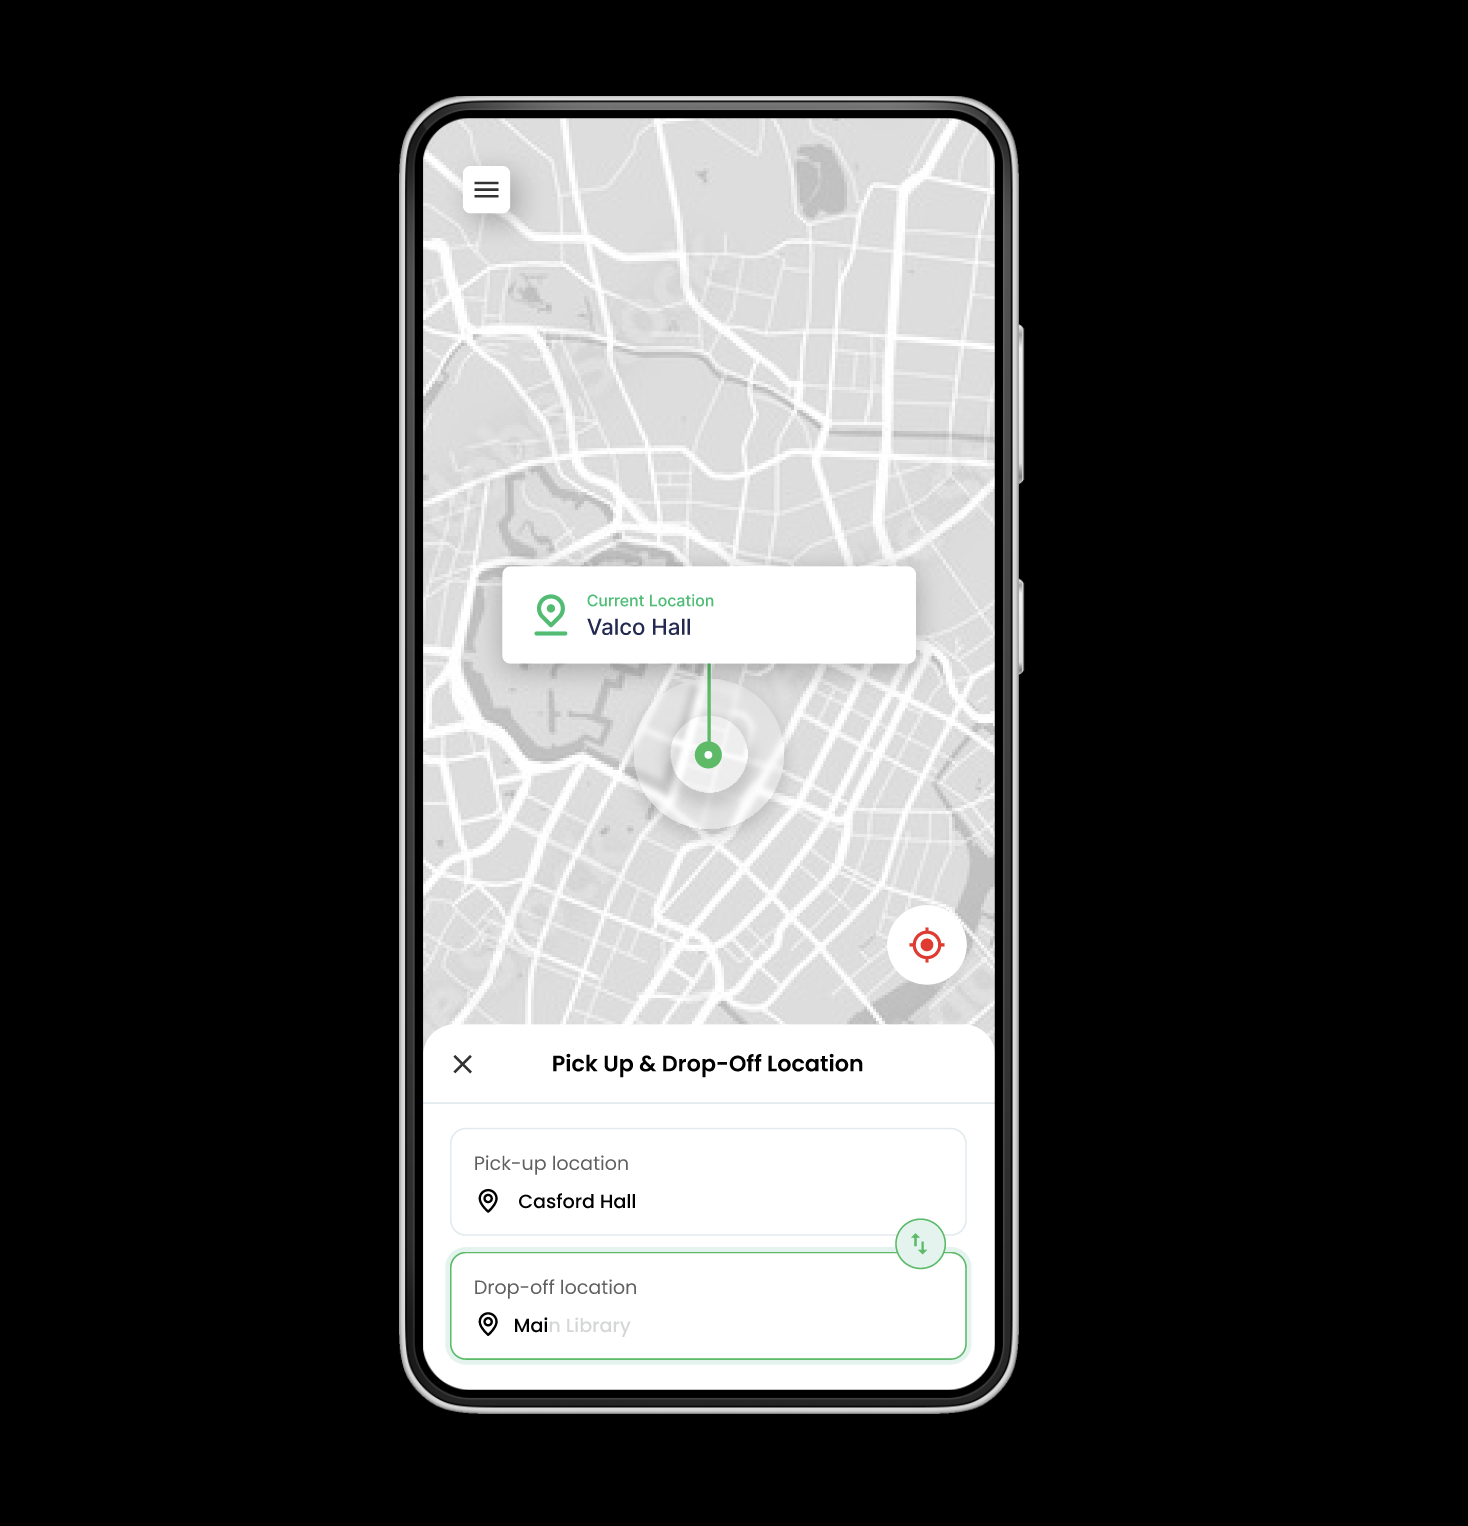 Current Location
Valco Hall
Pick Up & Drop-Off Location
Pick-up location
Casford Hall
Drop-off location
Main Library